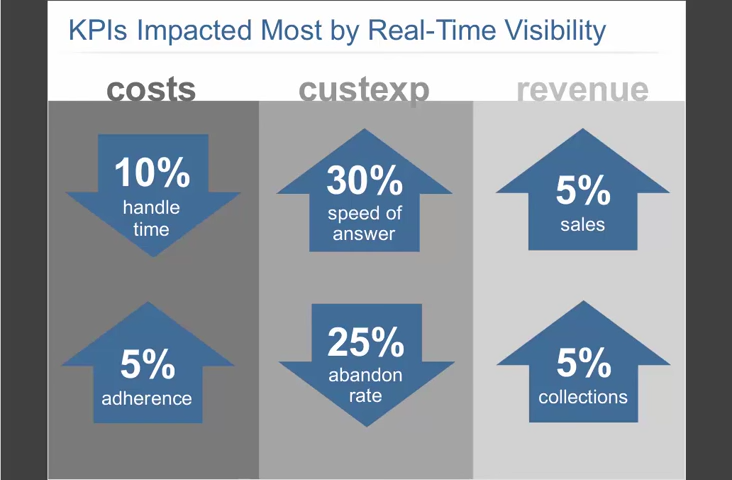 KPIs Impacted Most by Real-Time Visibility
costs
custexp
revenue
10%
handle
time
30%
speed of
answer
5%
sales
5%
adherence
25%
abandon
rate
5%
collections